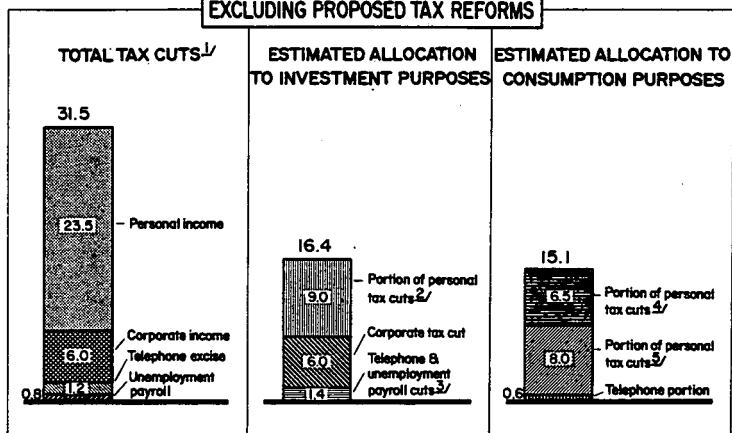 EXCLUDING PROPOSED TAX REFORMS
TOTAL TAX CUTS 1/
31.5
23.5
Personal income
6.0
Corporate income
1.2
Telephone excise
0.8
Unemployment
payroll
ESTIMATED ALLOCATION
TO INVESTMENT PURPOSES
16.4
9.0
Portion of personal
tax cuts 2/
6.0
Corporate tax cut
1.4
Telephone &
unemployment
payroll cuts 3/
ESTIMATED ALLOCATION TO
CONSUMPTION PURPOSES
15.1
6.5
Portion of personal
tax cuts 4/
8.0
Portion of personal
tax cuts 5/
0.6
Telephone portion